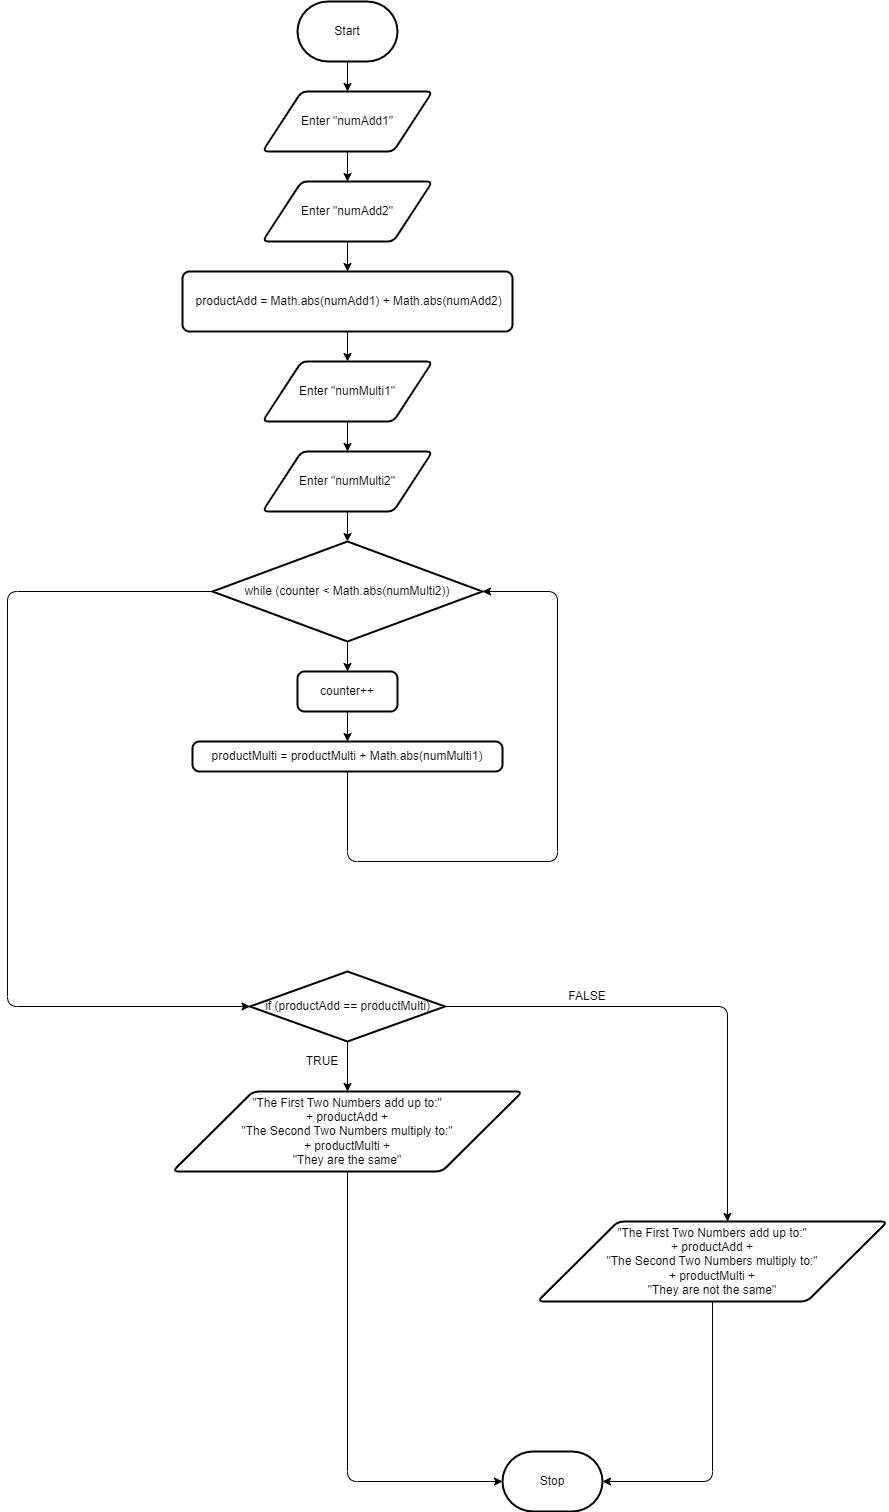 Start
Enter "numAdd1"
Enter "numAdd2"
productAdd = Math.abs(numAdd1) + Math.abs(numAdd2)
Enter "numMulti1"
Enter "numMulti2"
while (counter < Math.abs(numMulti2))
counter++
productMulti = productMulti + Math.abs(numMulti1)
if (productAdd == productMulti)
FALSE
TRUE
"The First Two Numbers add up to:"
+ productAdd +
"The Second Two Numbers multiply to:"
+ productMulti +
"They are the same"
"The First Two Numbers add up to:"
+ productAdd +
"The Second Two Numbers multiply to:"
+ productMulti +
"They are not the same"
Stop